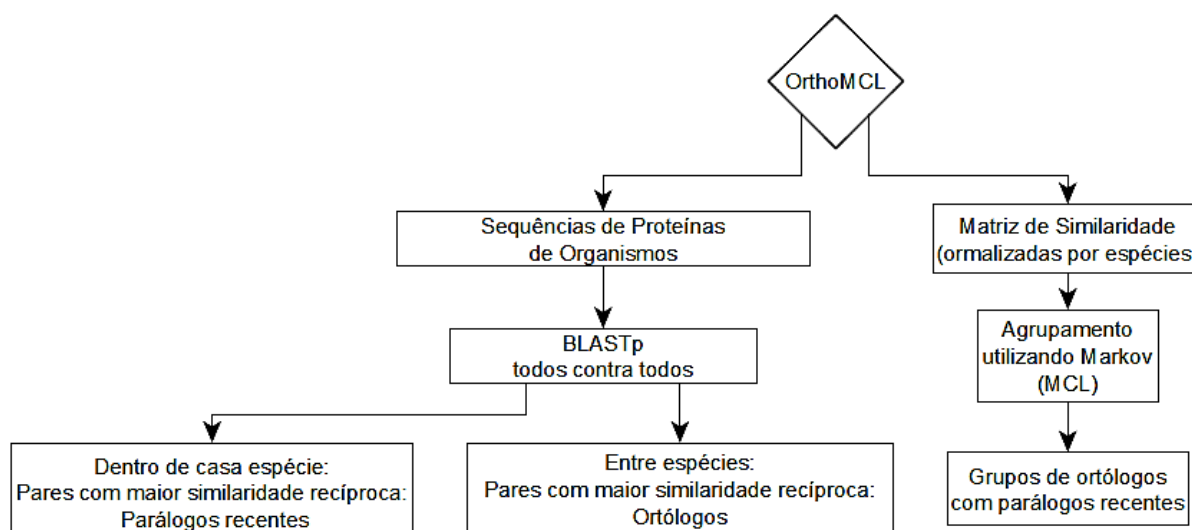 OrthoMCL
Sequências de Proteínas
de Organismos
Matriz de Similaridade
(ormalizadas por espécies
BLASTp
todos contra todos
Agrupamento
utilizando Markov
(MCL)
Dentro de casa espécie:
Pares com maior similaridade recíproca:
Parálogos recentes
Entre espécies:
Pares com maior similaridade recíproca:
Ortólogos
Grupos de ortólogos
com parálogos recentes